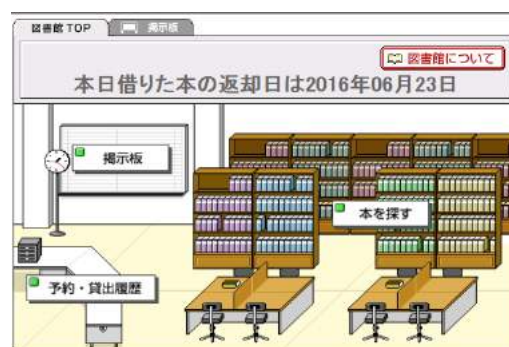 図書館TOP
掲示板
図書館について
本日借りた本の返却日は2016年06月23日
掲示板
本を探す
予約・貸出履歴